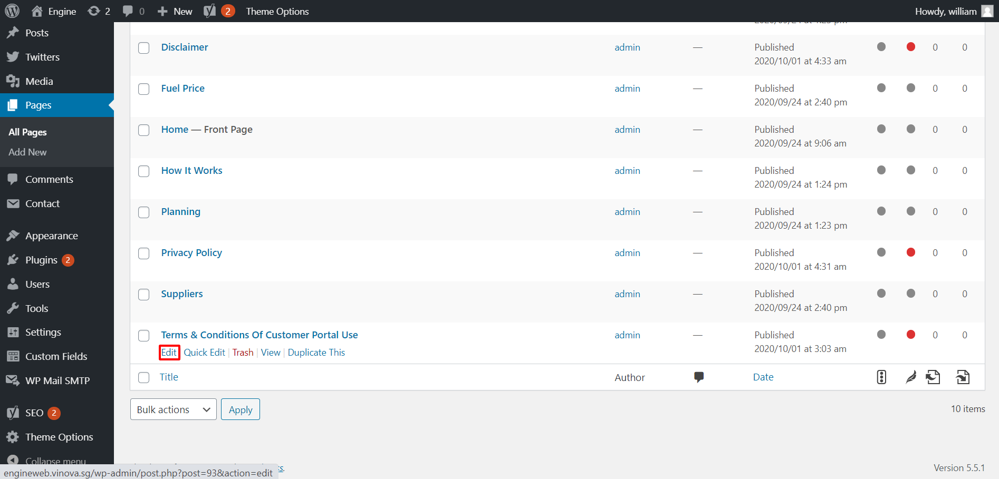 Engine 2 0 New 2 Theme Options Howdy, william
Posts
Twitters
Media
Pages
All Pages
Add New
Comments
Contact
Appearance
Plugins 2
Users
Tools
Settings
Custom Fields
WP Mail SMTP
SEO 2
Theme Options
Collapse menu
Disclaimer admin — Published 0 0
2020/10/01 at 4:33 am
Fuel Price admin — Published 0 0
2020/09/24 at 2:40 pm
Home — Front Page admin — Published 0 0
2020/09/24 at 9:06 am
How It Works admin — Published 0 0
2020/09/24 at 1:24 pm
Planning admin — Published 0 0
2020/09/24 at 1:23 pm
Privacy Policy admin — Published 0 0
2020/10/01 at 4:31 am
Suppliers admin — Published 0 0
2020/09/24 at 2:40 pm
Terms & Conditions Of Customer Portal Use admin — Published 0 0
Edit Quick Edit | Trash | View | Duplicate This 2020/10/01 at 3:03 am
Title Author Date
Bulk actions Apply 10 items
Version 5.5.1
engineweb.vinova.sg/wp-admin/post.php?post=93&action=edit